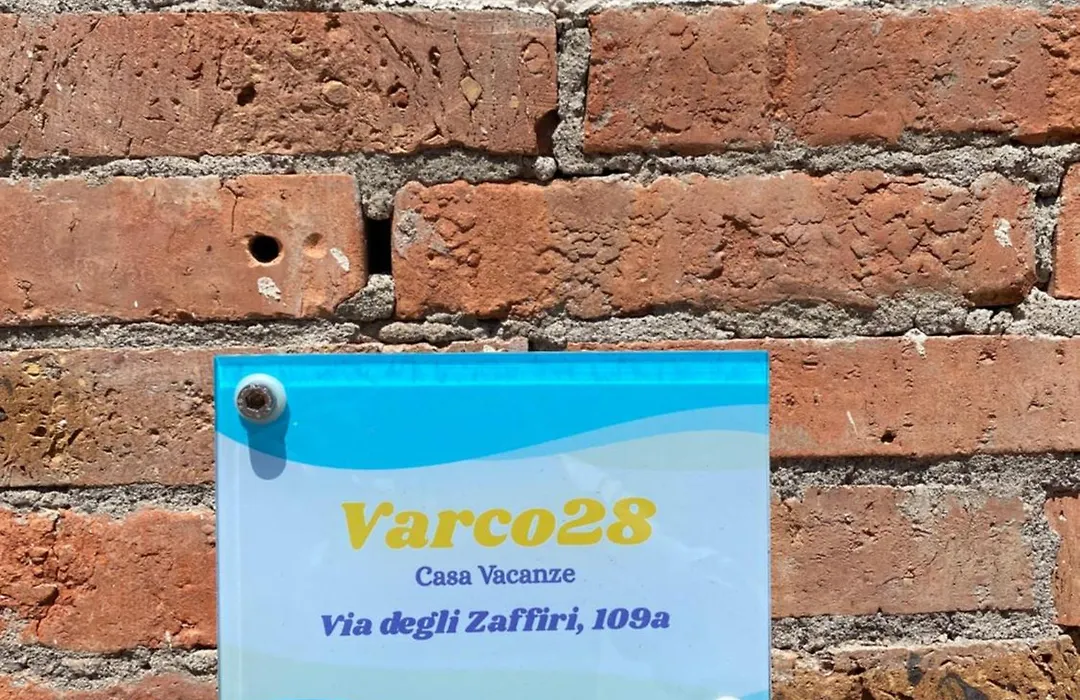 Varco28
Casa Vacanze
Via degli Zaffiri, 109a